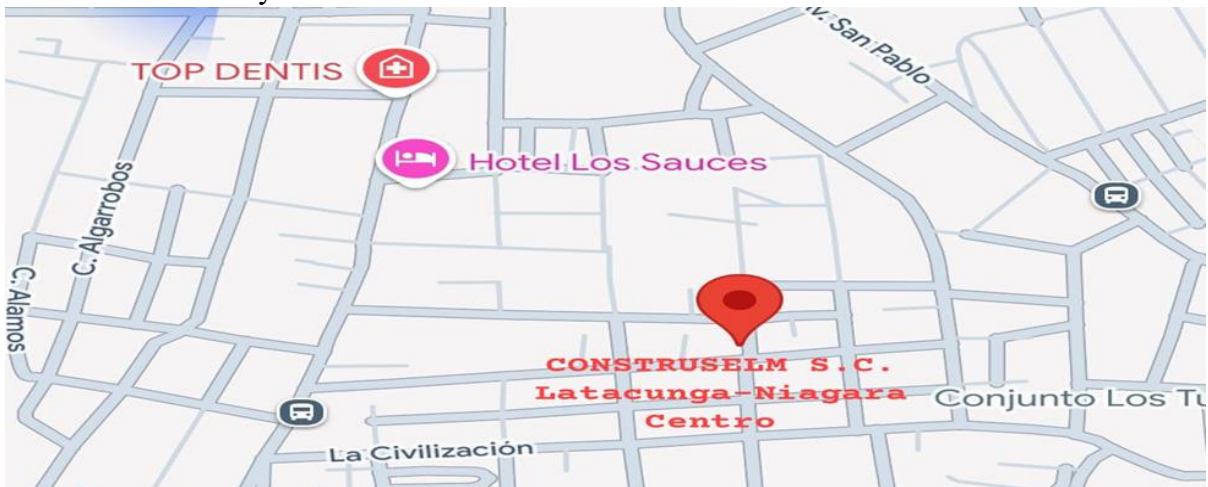 Av. San Pablo
TOP DENTIS
Hotel Los Sauces
C. Algarrobos
C. Alamos
CONSTRUSELM S.C.
Latacunga-Niagara
Centro
Conjunto Los Tu
La Civilización